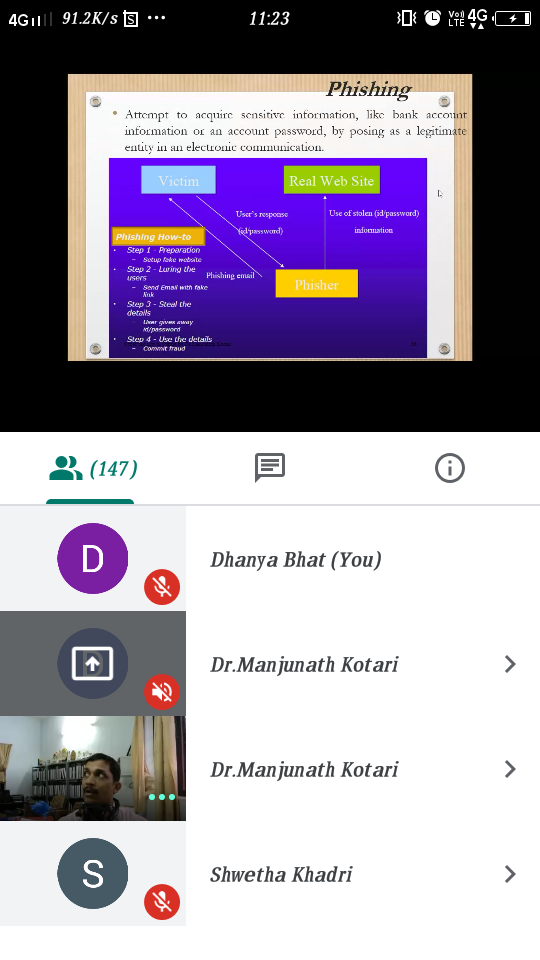 4G 91.2K/s S ••• 11:23 Vo) LTE 4G
Phishing
• Attempt to acquire sensitive information, like bank account
information or an account password, by posing as a legitimate
entity in an electronic communication.
Victim
Real Web Site
User's response
(id/password)
Use of stolen (id/password)
information
Phishing email
Phisher
Phishing How-to
• Step 1 - Preparation
– Setup fake website
• Step 2 - Luring the
users
– Send Email with fake
link
• Step 3 - Steal the
details
– User gives away
id/password
• Step 4 - Use the details
– Commit fraud
(147)
D
Dhanya Bhat (You)
D
Dr.Manjunath Kotari
Dr.Manjunath Kotari
S
Shwetha Khadri